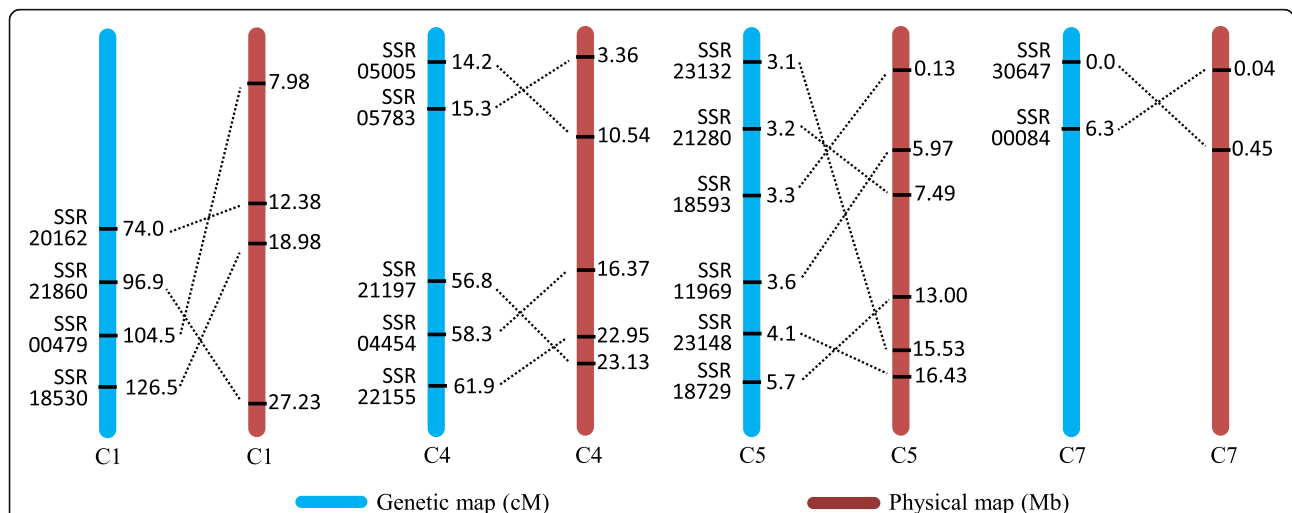 SSR
20162
74.0
SSR
21860
96.9
SSR
00479
104.5
SSR
18530
126.5
C1
7.98
12.38
18.98
27.23
C1
SSR
05005
14.2
SSR
05783
15.3
SSR
21197
56.8
SSR
04454
58.3
SSR
22155
61.9
C4
3.36
10.54
16.37
22.95
23.13
C4
SSR
23132
3.1
SSR
21280
3.2
SSR
18593
3.3
SSR
11969
3.6
SSR
23148
4.1
SSR
18729
5.7
C5
0.13
5.97
7.49
13.00
15.53
16.43
C5
SSR
30647
0.0
SSR
00084
6.3
C7
0.04
0.45
C7
Genetic map (cM)
Physical map (Mb)